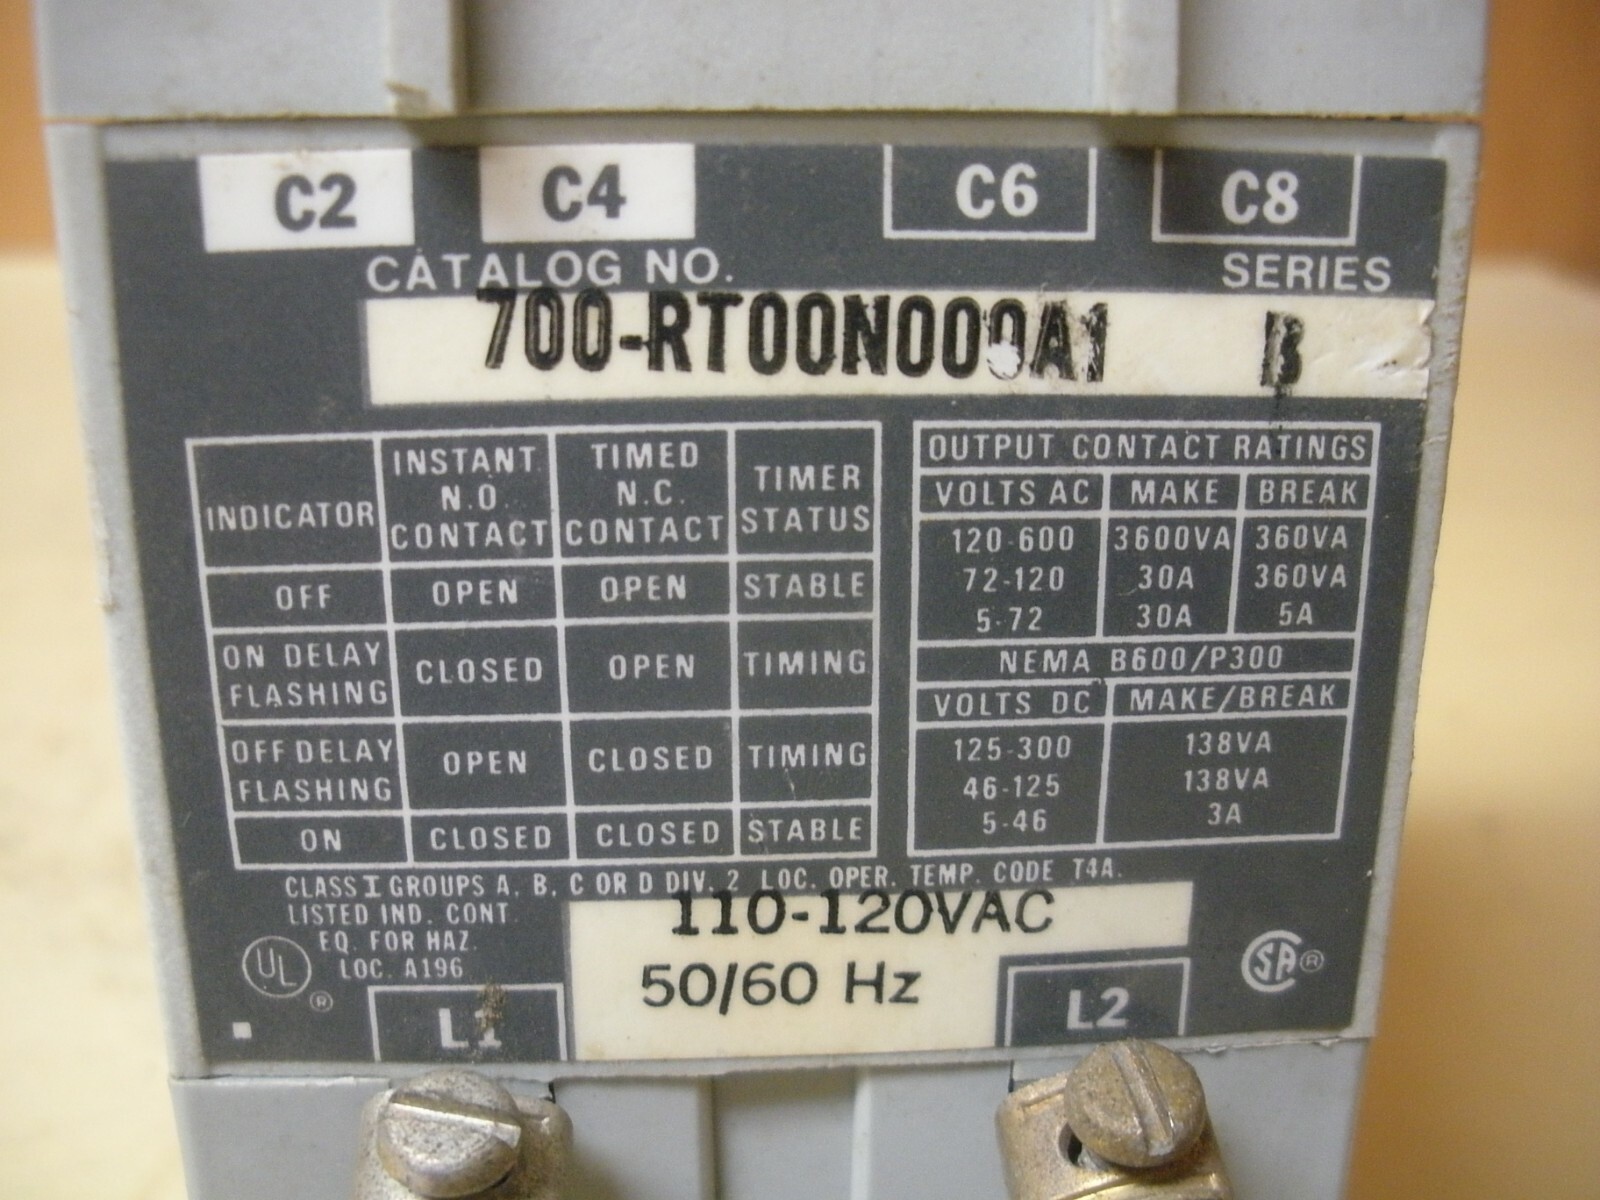 C2 C4 C6 C8
CATALOG NO. SERIES
700-RT00N000A1 B
INDICATOR INSTANT N.O. CONTACT TIMED N.C. CONTACT TIMER STATUS
OFF OPEN OPEN STABLE
ON DELAY FLASHING CLOSED OPEN TIMING
OFF DELAY FLASHING OPEN CLOSED TIMING
ON CLOSED CLOSED STABLE
OUTPUT CONTACT RATINGS
VOLTS AC MAKE BREAK
120-600 3600VA 360VA
72-120 30A 360VA
5-72 30A 5A
NEMA B600/P300
VOLTS DC MAKE/BREAK
125-300 138VA
46-125 138VA
5-46 3A
CLASS I GROUPS A, B, C OR D DIV. 2 LOC. OPER. TEMP. CODE T4A.
LISTED IND. CONT.
EQ. FOR HAZ.
LOC. A196
UL ®
110-120VAC
50/60 Hz
SA ®
L1 L2